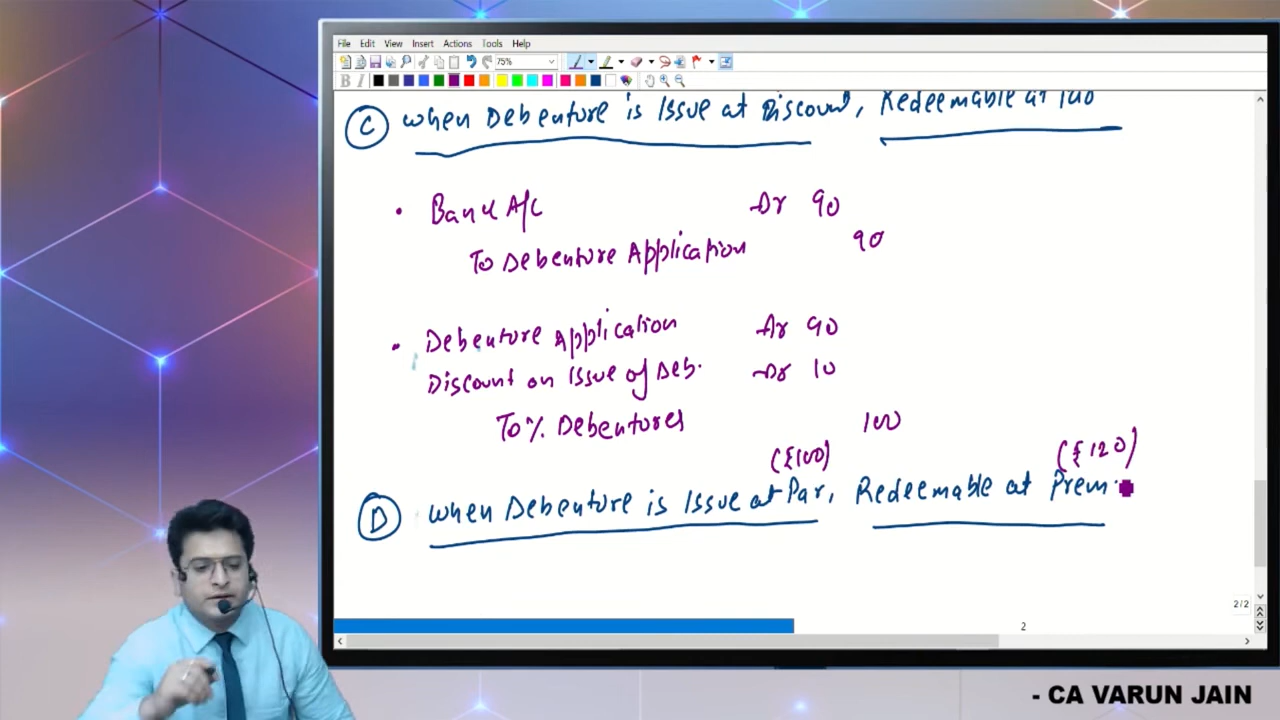 File Edit View Insert Actions Tools Help
75%
B I
C when Debenture is Issue at Discount, Redeemable at 100
• Bank A/c Dr 90
To Debenture Application 90
• Debenture Application Dr 90
Discount on Issue of Deb. Dr 10
To % Debentures 100
(₹100) (₹120)
D when Debenture is Issue at Par, Redeemable at Prem.
2/2
2
- CA VARUN JAIN